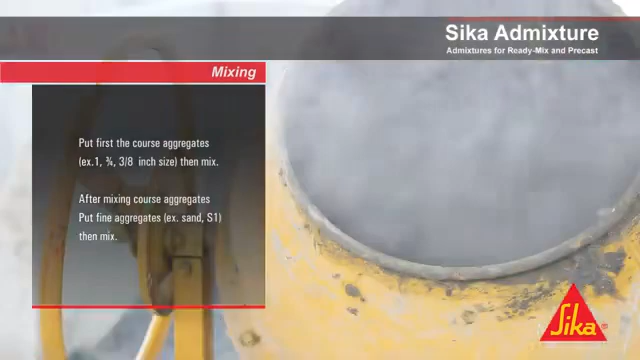 Sika Admixture
Admixtures for Ready-Mix and Precast
Mixing
Put first the course aggregates
(ex.1, ¾, 3/8 inch size) then mix.
After mixing course aggregates
Put fine aggregates (ex. sand, S1)
then mix.
Sika®